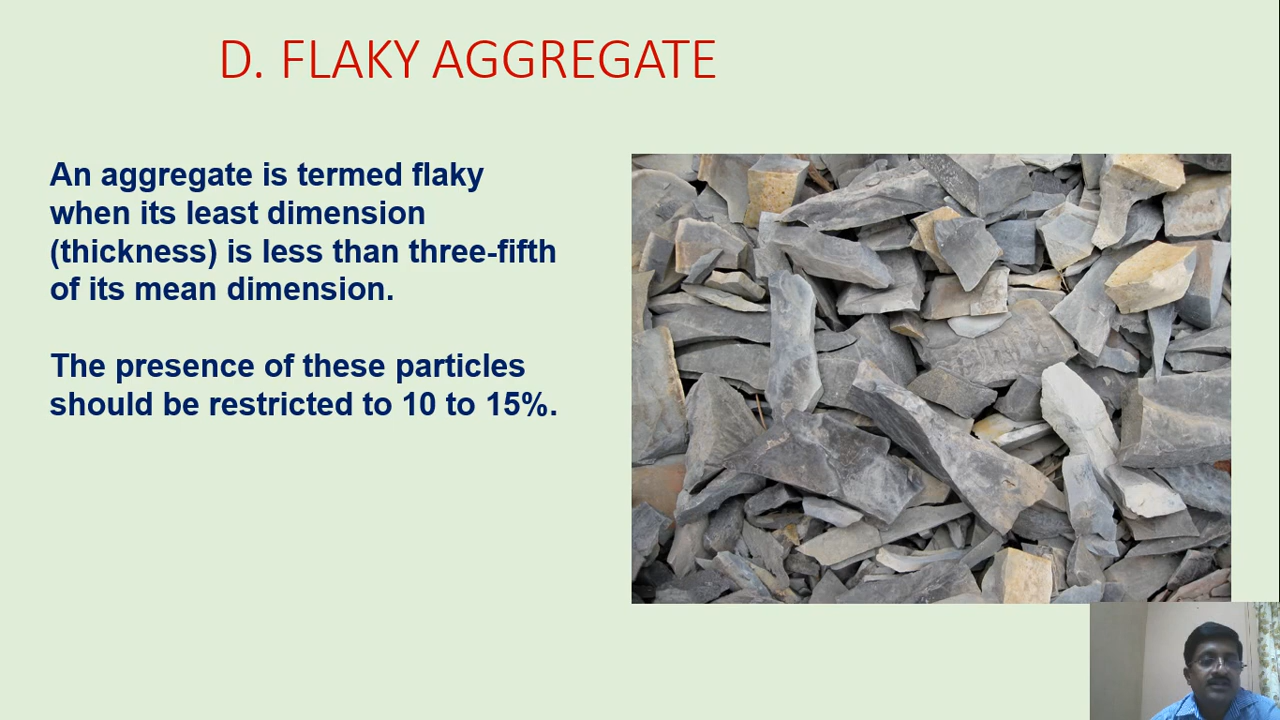 D. FLAKY AGGREGATE
An aggregate is termed flaky
when its least dimension
(thickness) is less than three-fifth
of its mean dimension.
The presence of these particles
should be restricted to 10 to 15%.